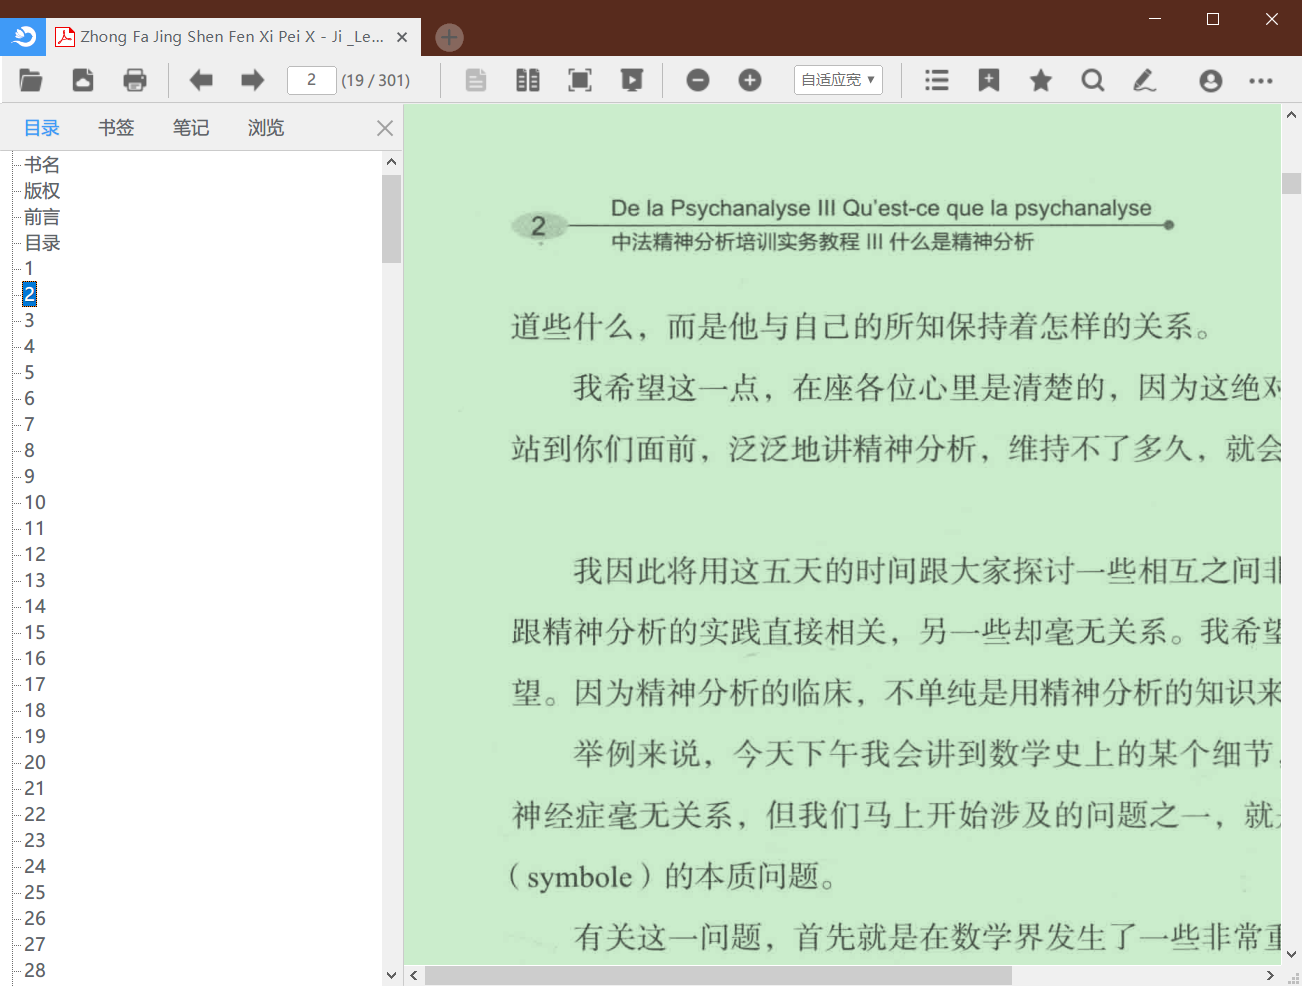 Zhong Fa Jing Shen Fen Xi Pei X - Ji _Le...
2
(19 / 301)
自适应宽
目录
书签
笔记
浏览
书名
版权
前言
目录
1
2
3
4
5
6
7
8
9
10
11
12
13
14
15
16
17
18
19
20
21
22
23
24
25
26
27
28
2
De la Psychanalyse III Qu'est-ce que la psychanalyse
中法精神分析培训实务教程 III 什么是精神分析
道些什么，而是他与自己的所知保持着怎样的关系。
我希望这一点，在座各位心里是清楚的，因为这绝对
站到你们面前，泛泛地讲精神分析，维持不了多久，就会
我因此将用这五天的时间跟大家探讨一些相互之间非
跟精神分析的实践直接相关，另一些却毫无关系。我希望
望。因为精神分析的临床，不单纯是用精神分析的知识来
举例来说，今天下午我会讲到数学史上的某个细节，
神经症毫无关系，但我们马上开始涉及的问题之一，就是
（symbole）的本质问题。
有关这一问题，首先就是在数学界发生了一些非常重